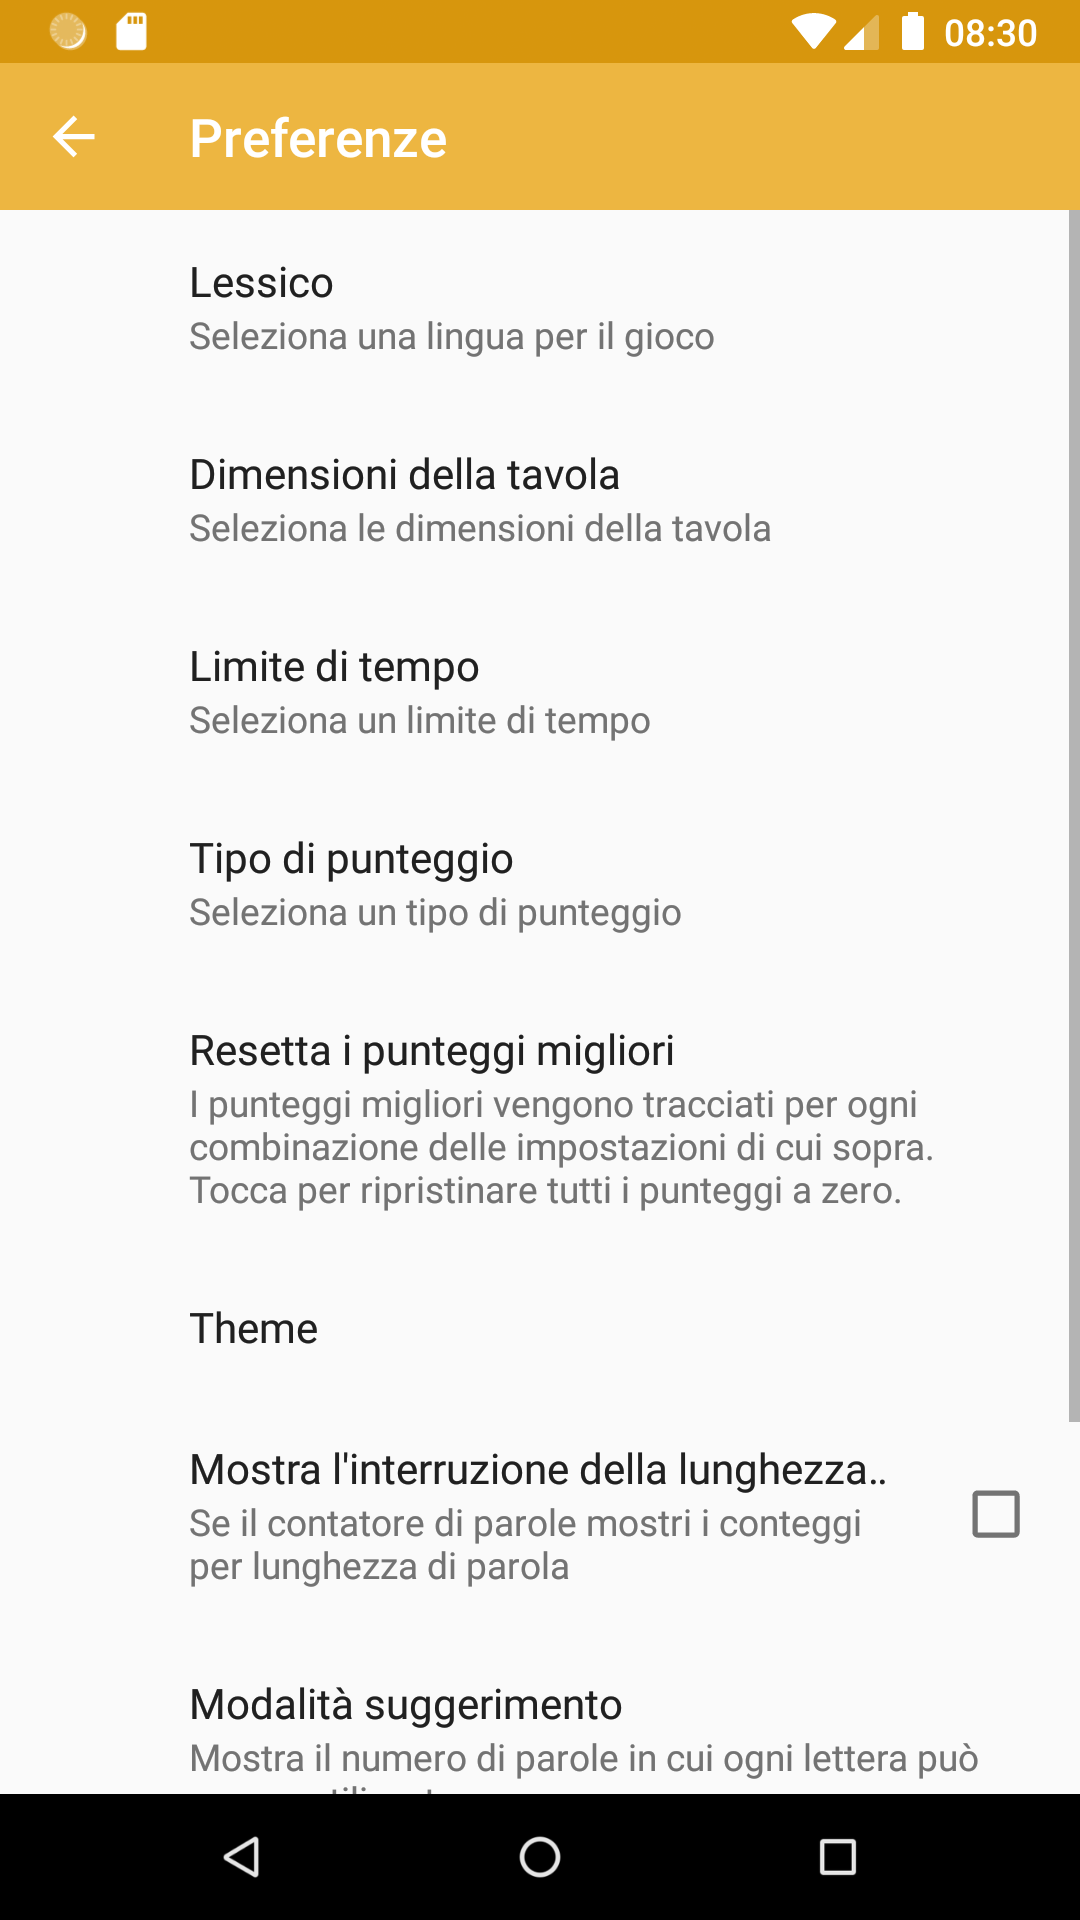 08:30
Preferenze
Lessico
Seleziona una lingua per il gioco
Dimensioni della tavola
Seleziona le dimensioni della tavola
Limite di tempo
Seleziona un limite di tempo
Tipo di punteggio
Seleziona un tipo di punteggio
Resetta i punteggi migliori
I punteggi migliori vengono tracciati per ogni
combinazione delle impostazioni di cui sopra.
Tocca per ripristinare tutti i punteggi a zero.
Theme
Mostra l'interruzione della lunghezza..
Se il contatore di parole mostri i conteggi
per lunghezza di parola
Modalità suggerimento
Mostra il numero di parole in cui ogni lettera può